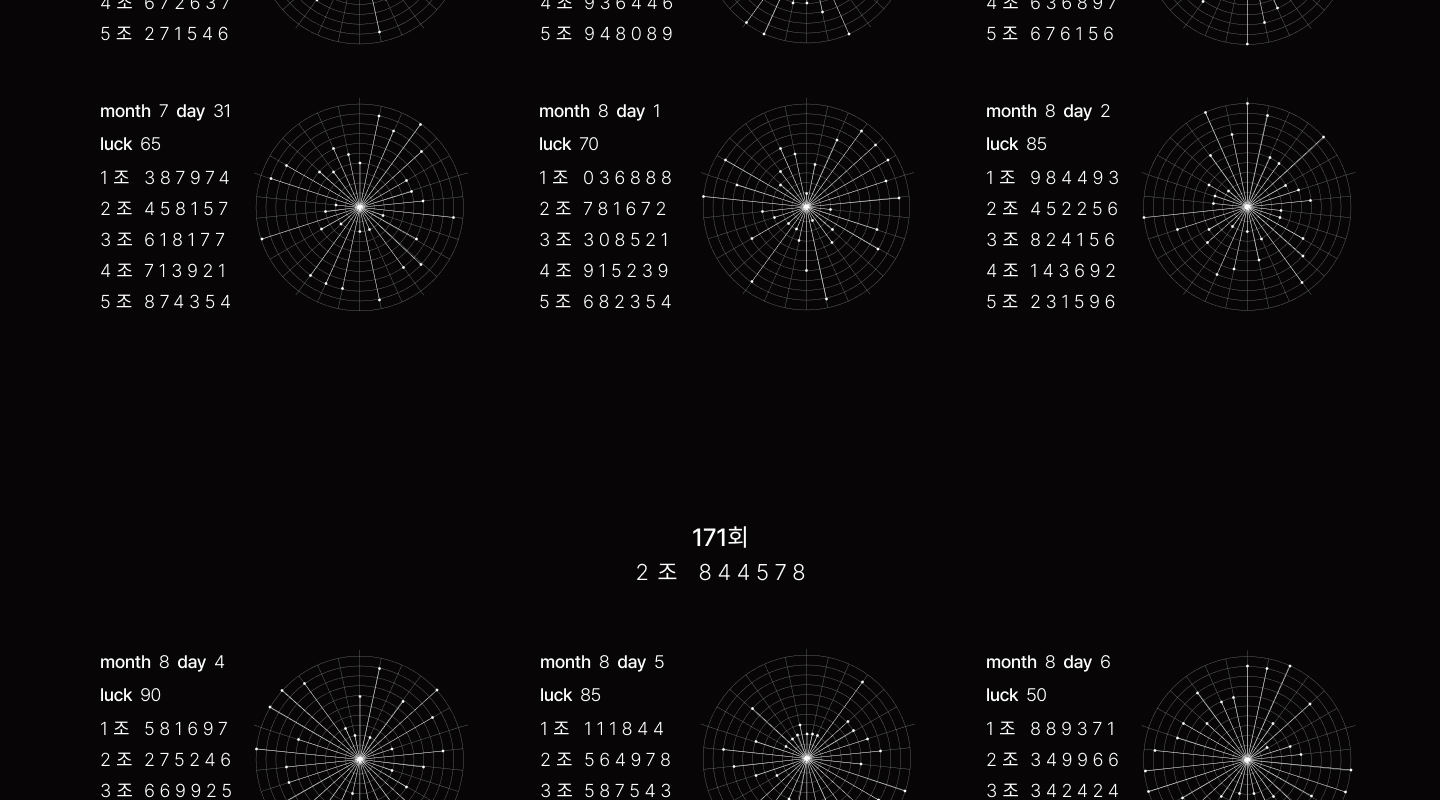 4조 672637
5조 271546
4조 936446
5조 948089
4조 636897
5조 676156
month 7 day 31
luck 65
1조 387974
2조 458157
3조 618177
4조 713921
5조 874354
month 8 day 1
luck 70
1조 036888
2조 781672
3조 308521
4조 915239
5조 682354
month 8 day 2
luck 85
1조 984493
2조 452256
3조 824156
4조 143692
5조 231596
171회
2조 844578
month 8 day 4
luck 90
1조 581697
2조 275246
3조 669925
month 8 day 5
luck 85
1조 111844
2조 564978
3조 587543
month 8 day 6
luck 50
1조 889371
2조 349966
3조 342424